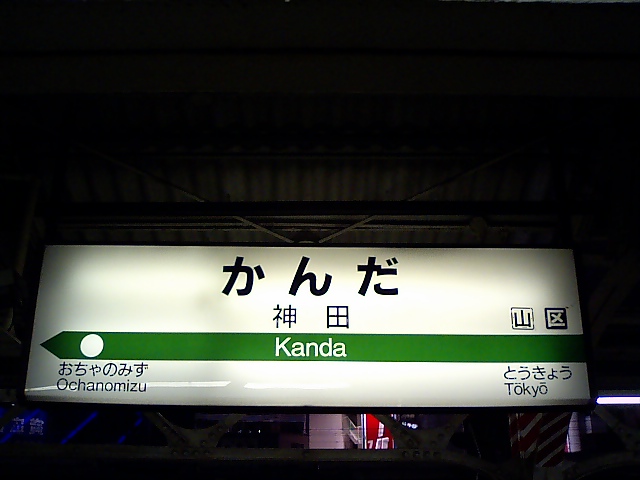 かんだ
神田
山 区
Kanda
おちゃのみず
Ochanomizu
とうきょう
Tōkyō